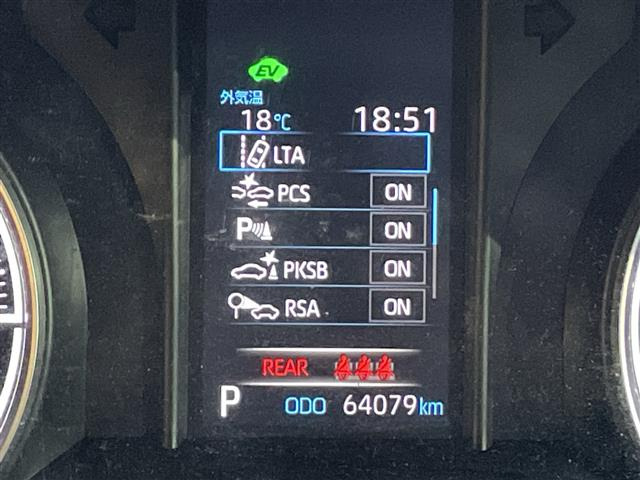 EV
外気温
18℃ 18:51
LTA
PCS ON
P ON
PKSB ON
RSA ON
REAR
P ODO 64079km